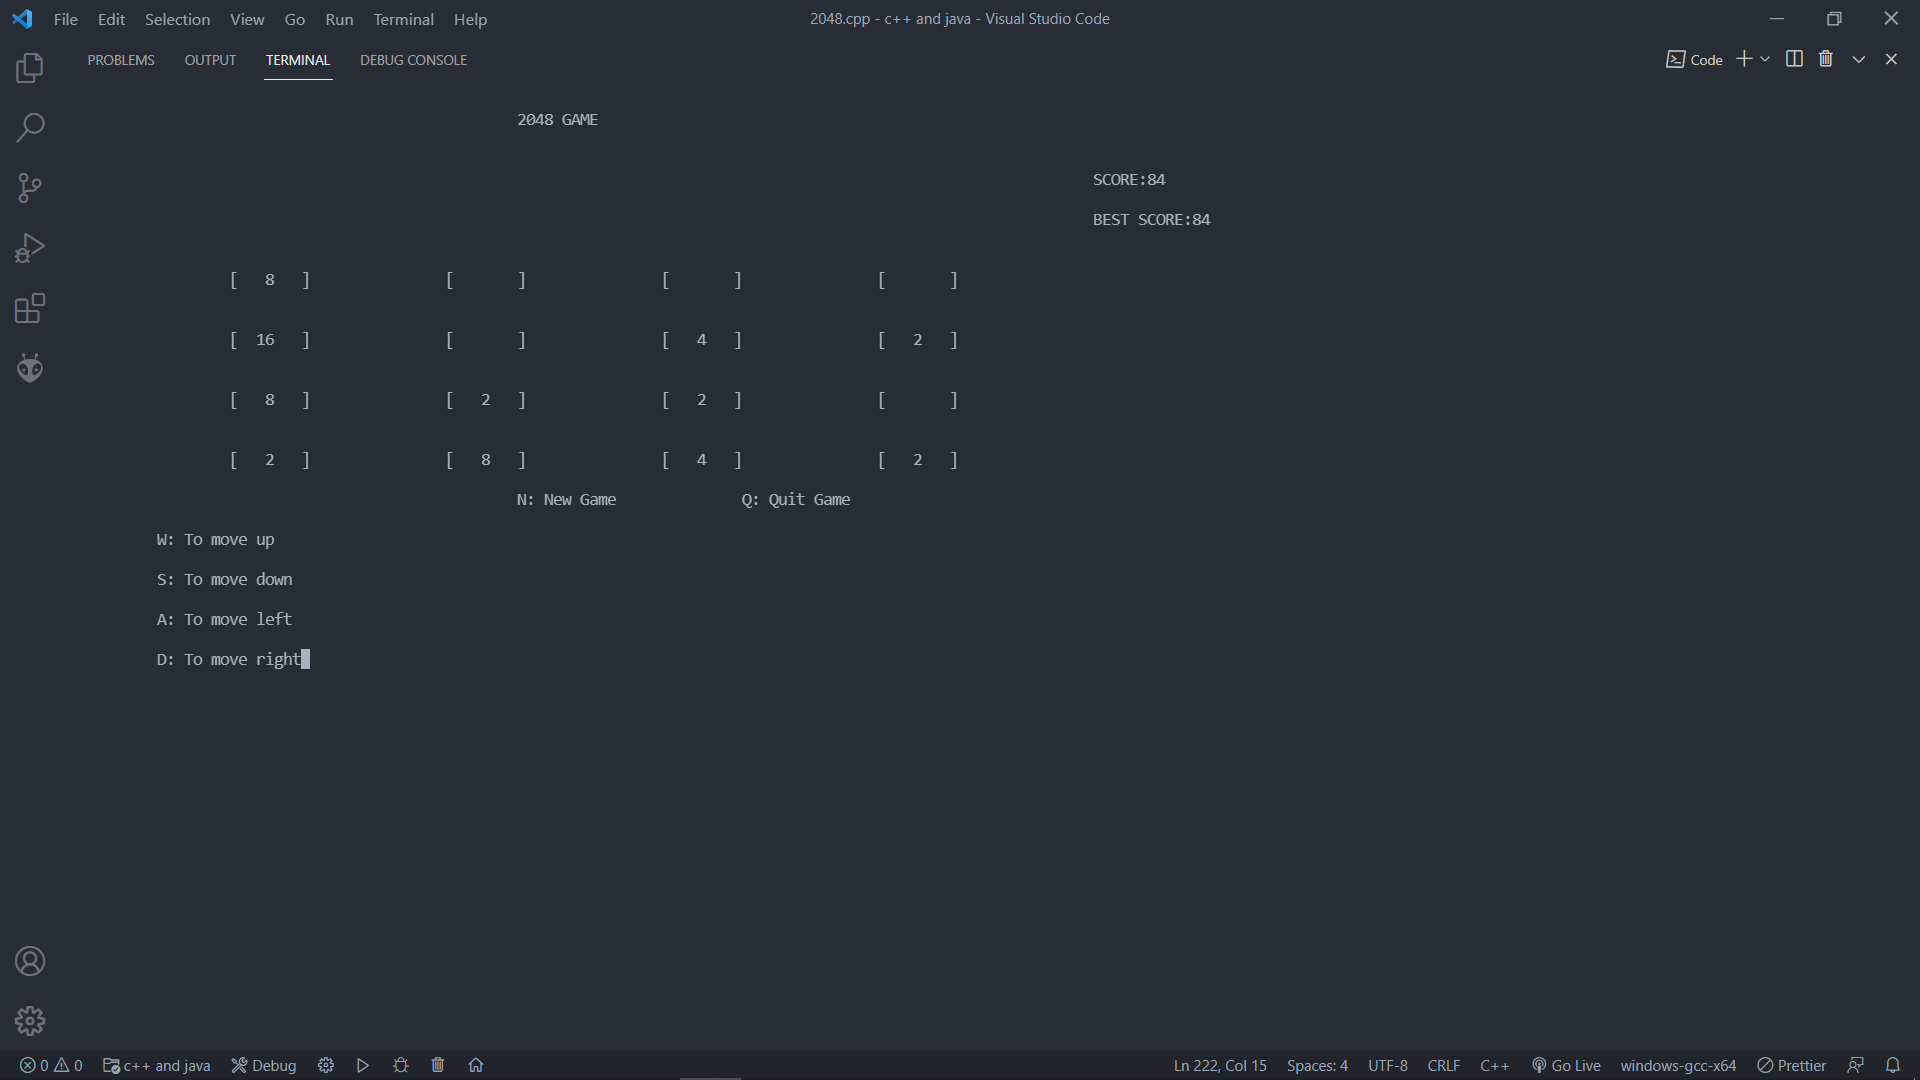 File Edit Selection View Go Run Terminal Help 2048.cpp - c++ and java - Visual Studio Code
PROBLEMS OUTPUT TERMINAL DEBUG CONSOLE Code
2048 GAME
SCORE:84
BEST SCORE:84
[ 8 ] [ ] [ ] [ ]
[ 16 ] [ ] [ 4 ] [ 2 ]
[ 8 ] [ 2 ] [ 2 ] [ ]
[ 2 ] [ 8 ] [ 4 ] [ 2 ]
N: New Game Q: Quit Game
W: To move up
S: To move down
A: To move left
D: To move right
0 0 c++ and java Debug Ln 222, Col 15 Spaces: 4 UTF-8 CRLF C++ Go Live windows-gcc-x64 Prettier